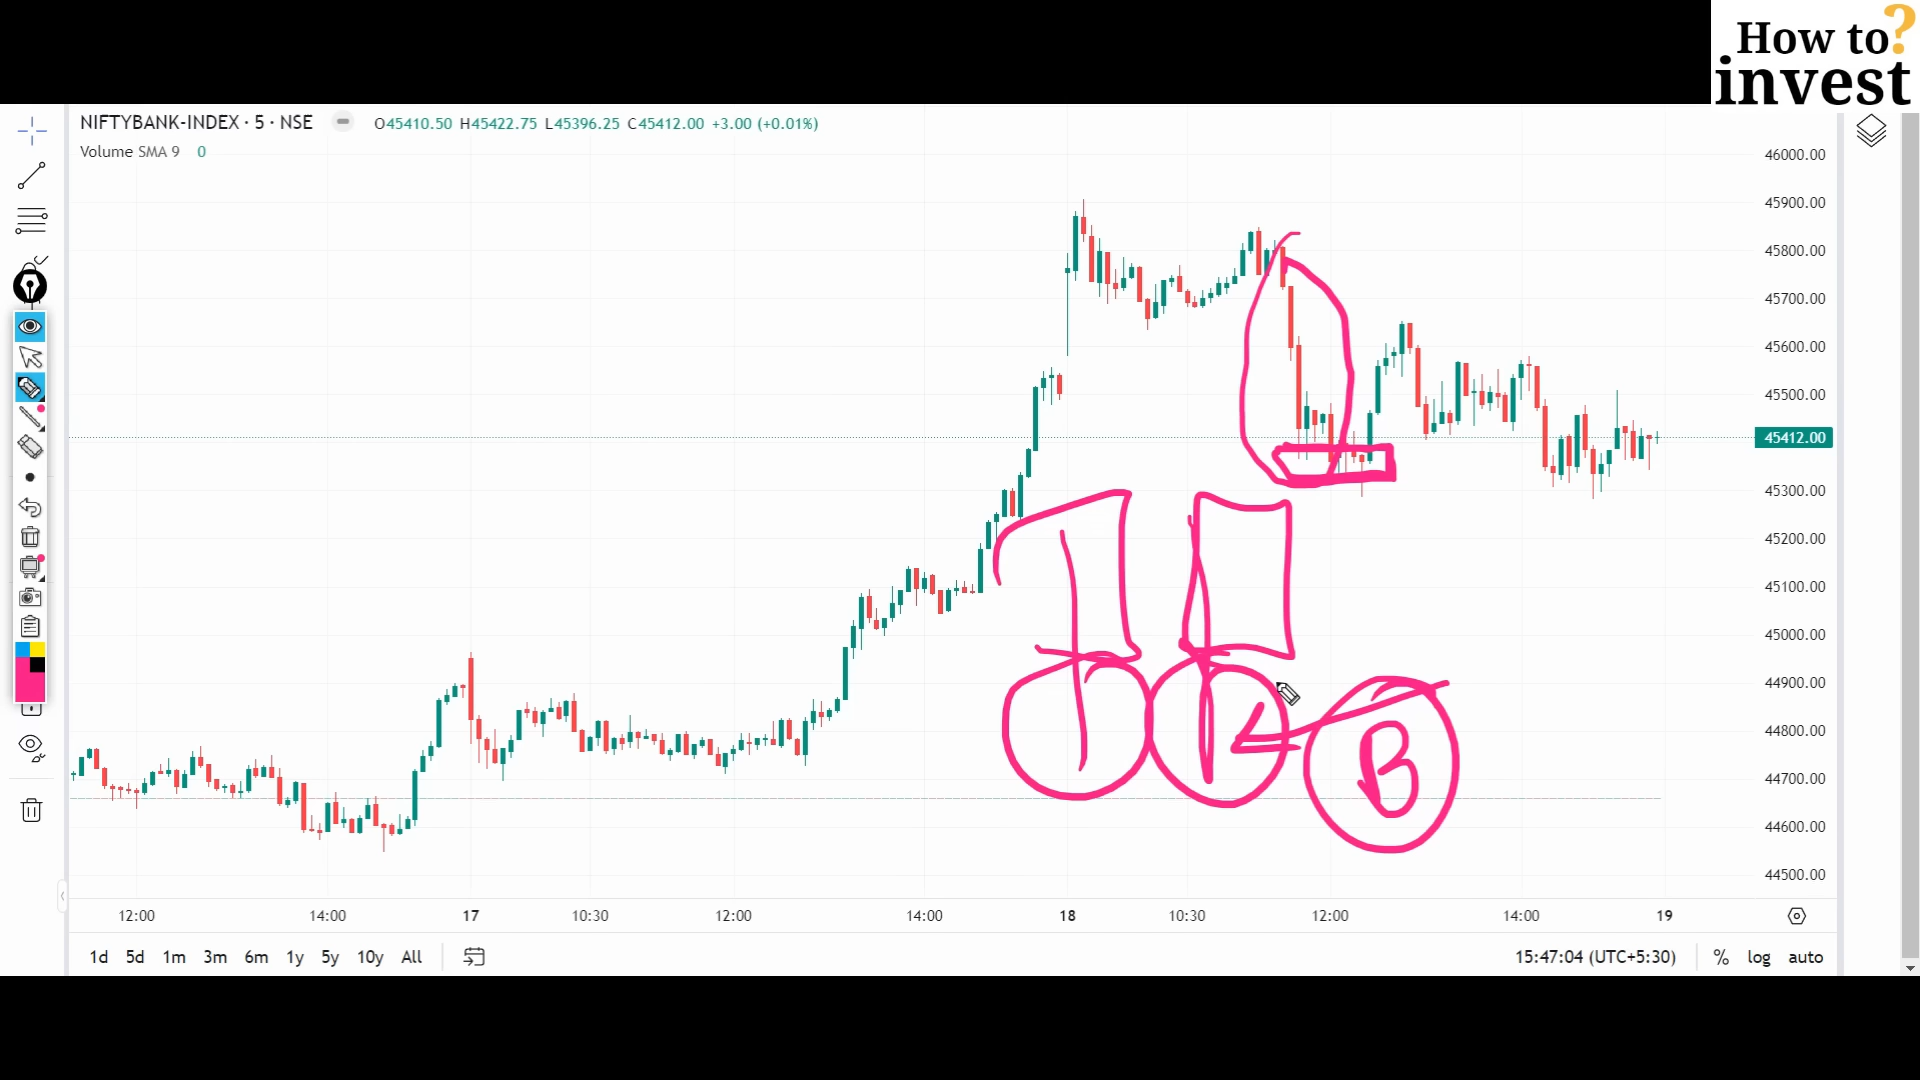 How to?
invest
NIFTYBANK-INDEX · 5 · NSE O45410.50 H45422.75 L45396.25 C45412.00 +3.00 (+0.01%)
Volume SMA 9 0
46000.00
45900.00
45800.00
45700.00
45600.00
45500.00
45412.00
45300.00
45200.00
45100.00
45000.00
44900.00
44800.00
44700.00
44600.00
44500.00
B
12:00 14:00 17 10:30 12:00 14:00 18 10:30 12:00 14:00 19
1d 5d 1m 3m 6m 1y 5y 10y All 15:47:04 (UTC+5:30) % log auto